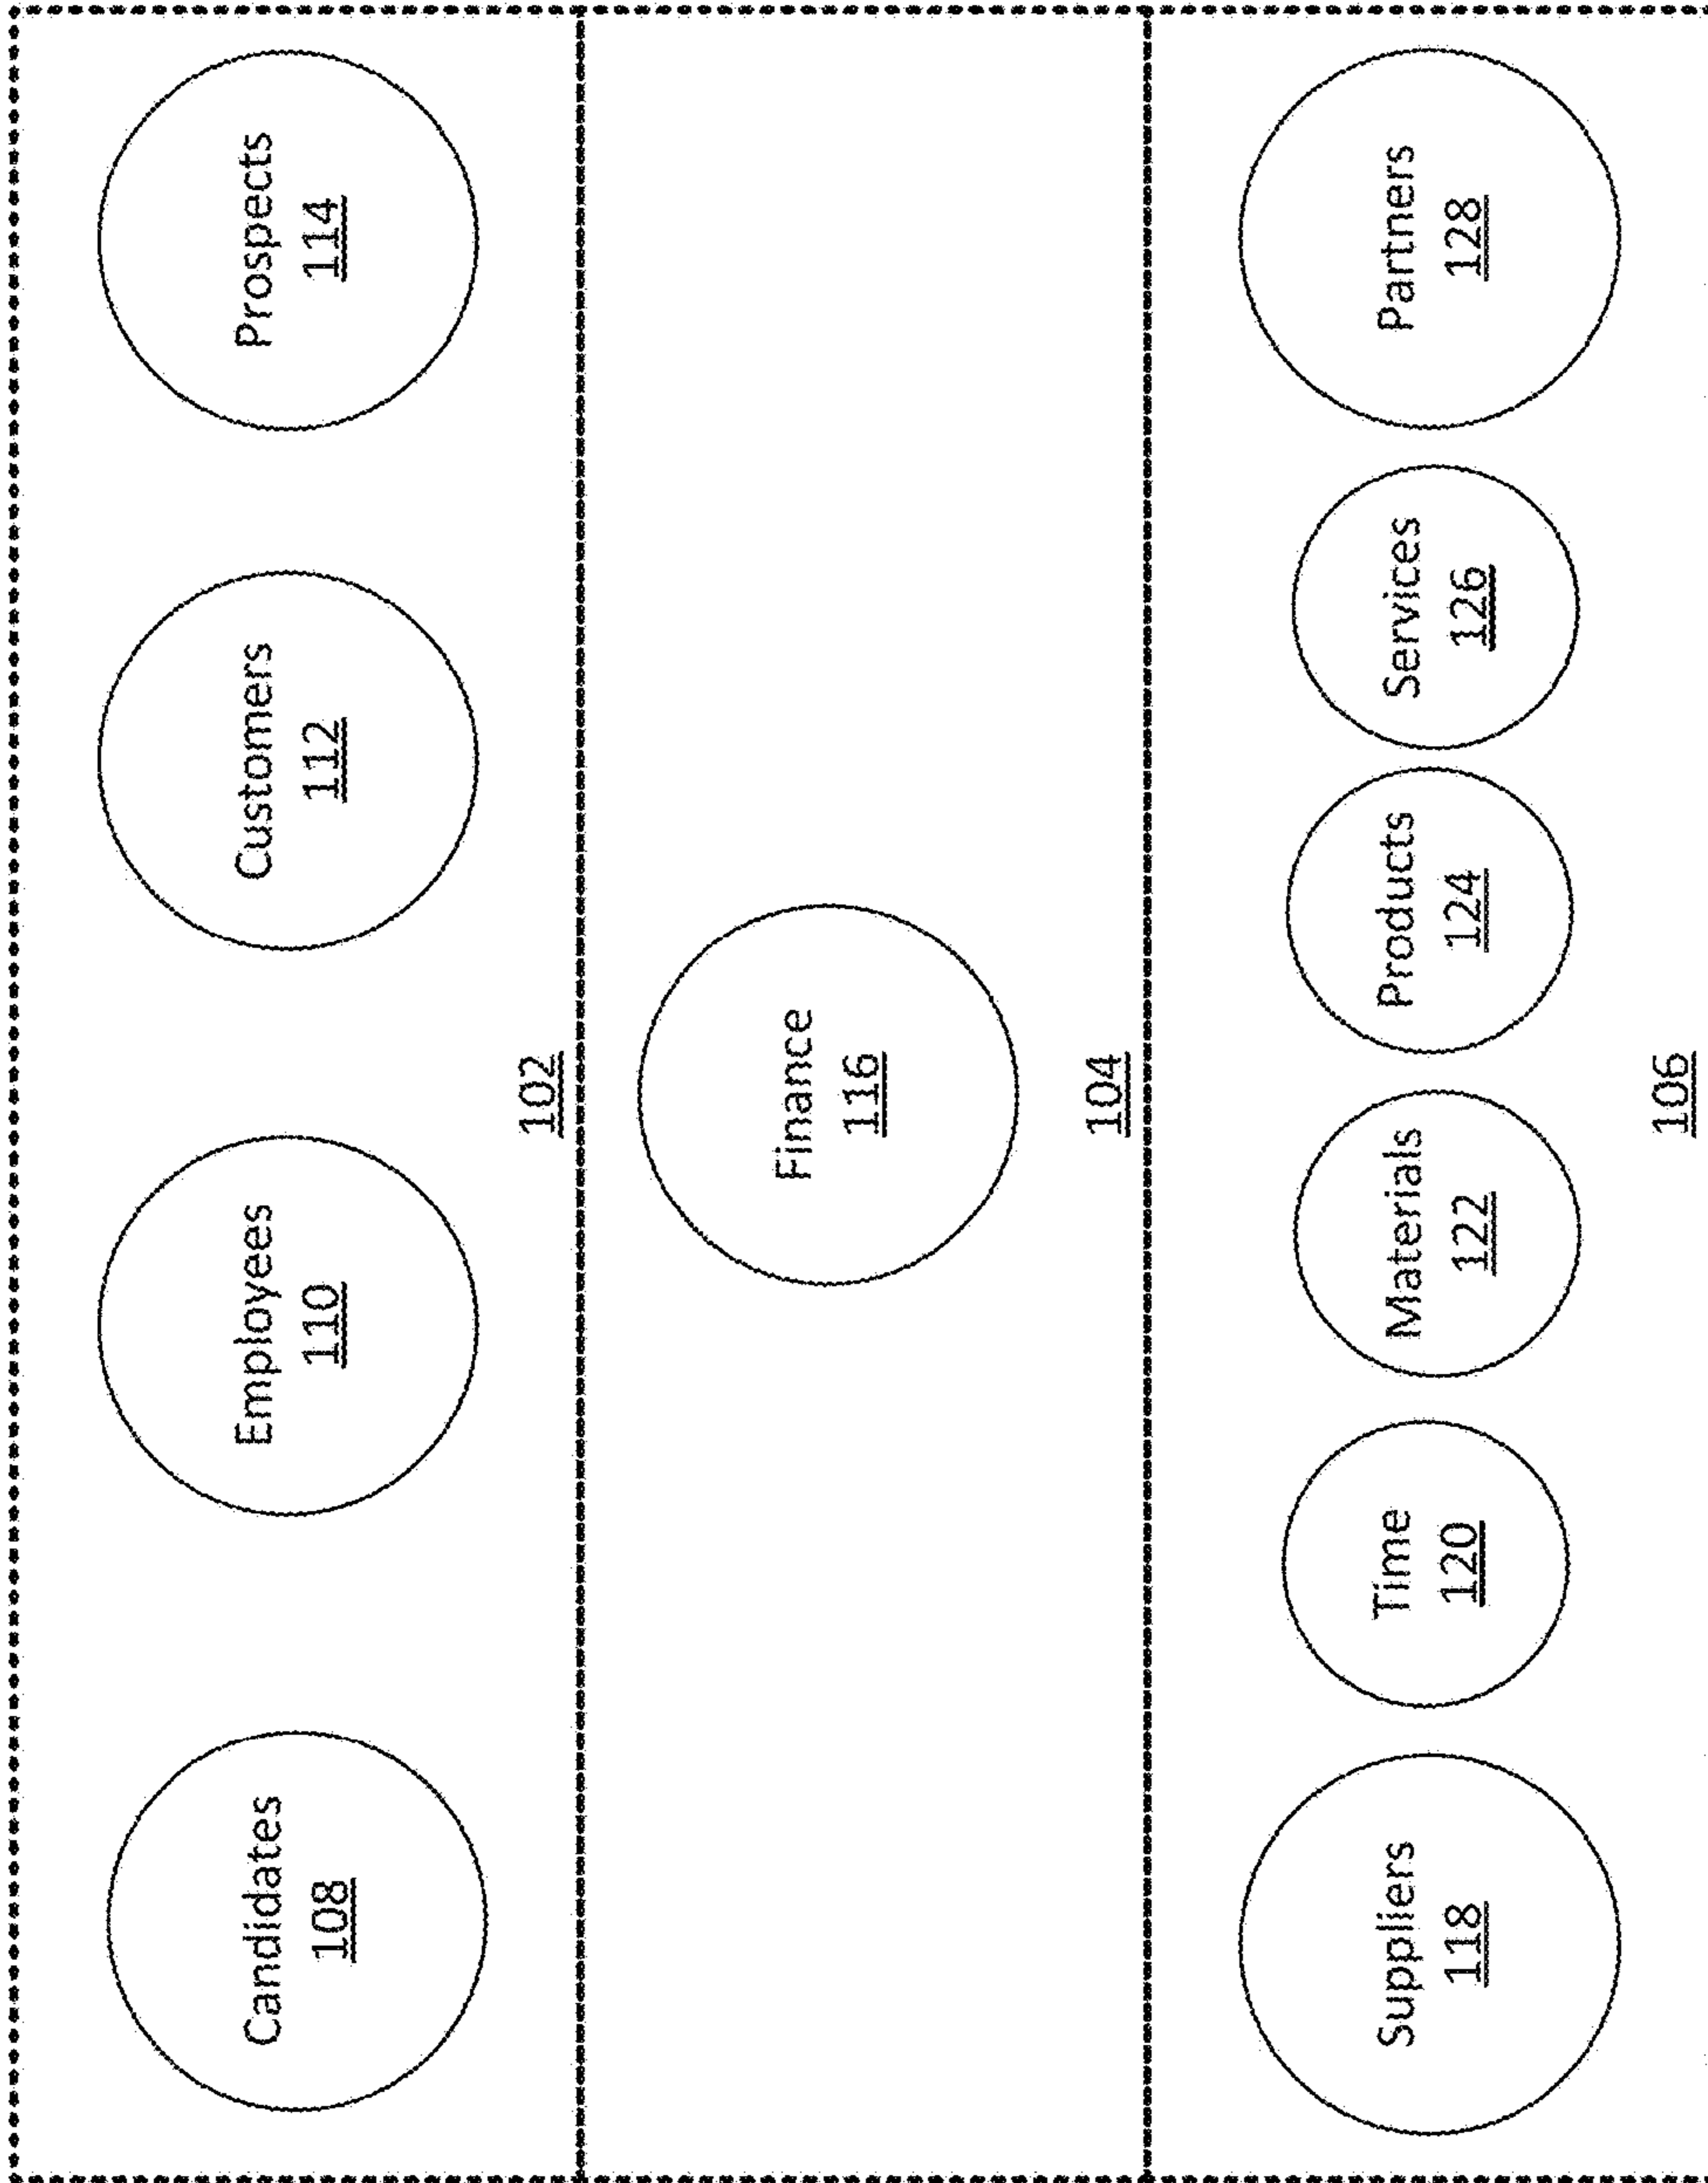 Candidates
108
Employees
110
Customers
112
Prospects
114
102
Finance
116
104
Suppliers
118
Time
120
Materials
122
Products
124
Services
126
Partners
128
106